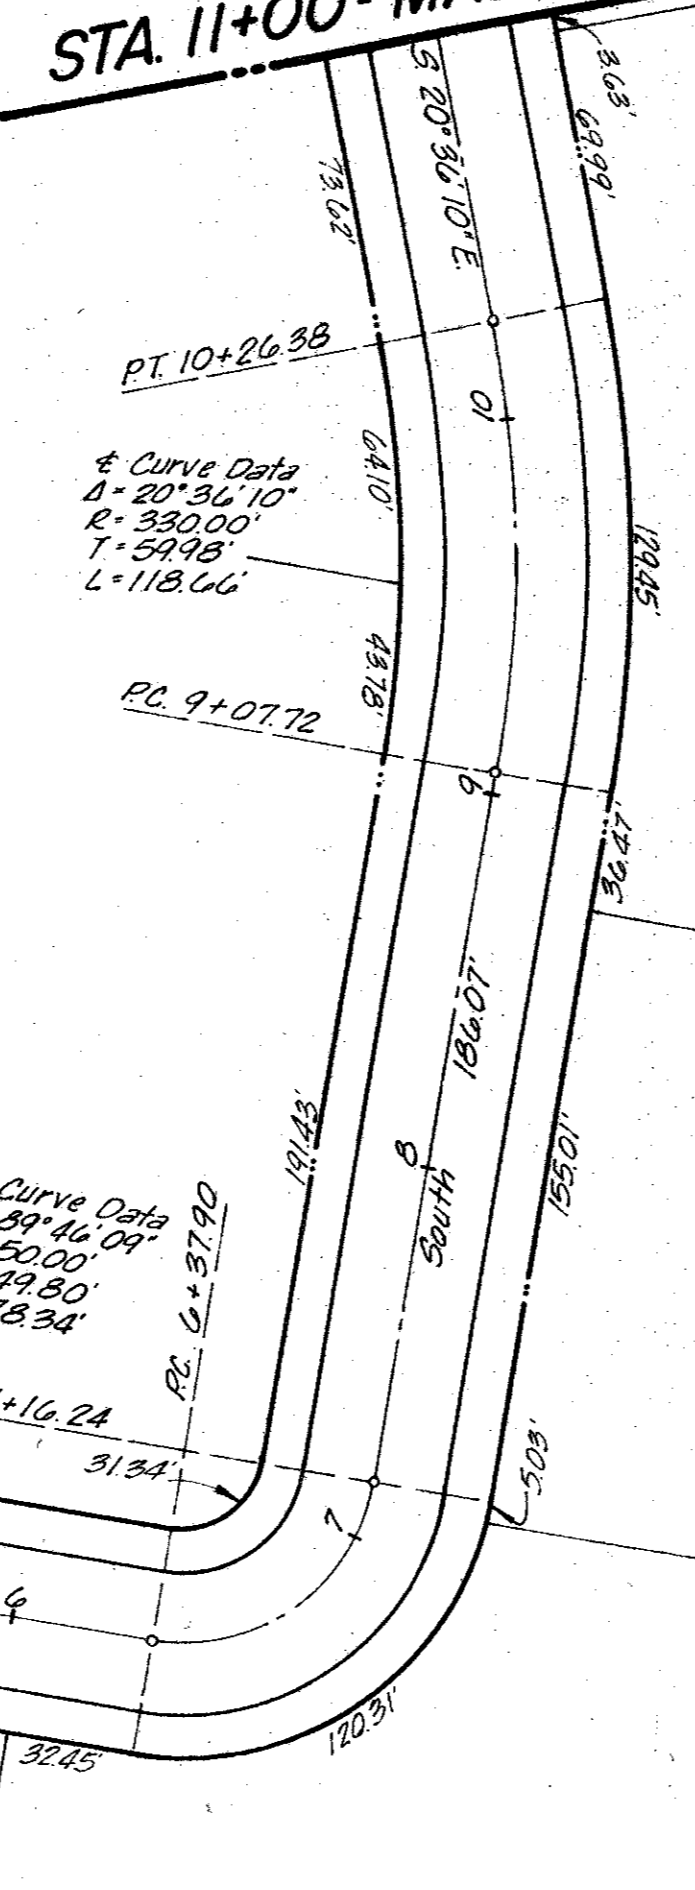 STA. 11+00
3.63'
69.99'
S. 20°36'10" E.
73.62'
P.T. 10+26.38
10
℄ Curve Data
Δ = 20°36'10"
R = 330.00'
T = 59.98'
L = 118.66'
64.10'
129.45'
43.78'
P.C. 9+07.72
9
36.47'
186.07'
191.43'
155.01'
8
South
Curve Data
89°46'09"
50.00'
49.80'
78.34'
P.C. 6+37.90
+16.24
31.34'
5.03'
7
6
120.31'
32.45'